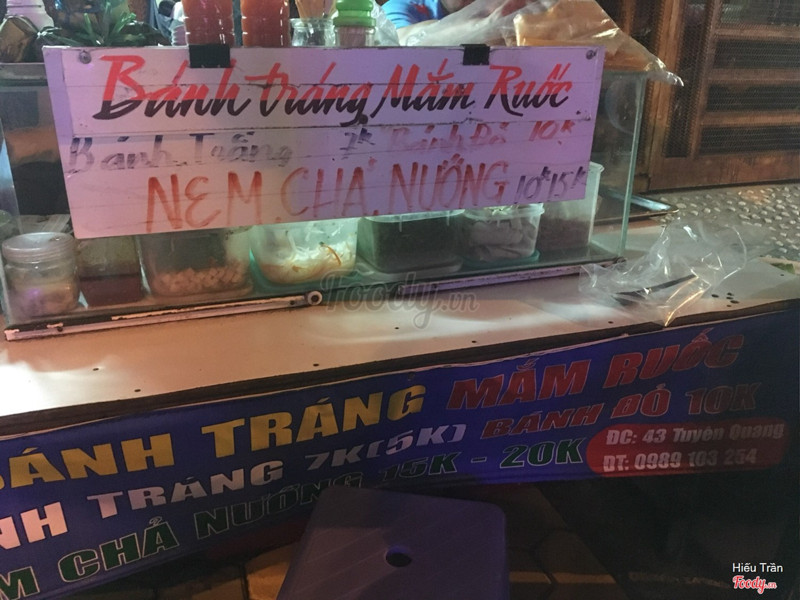 Bánh tráng Mắm Ruốc
Bánh Trắng 7k Bánh Đỏ 10k
NEM CHẢ NƯỚNG 10k 15k
Foody.vn
BÁNH TRÁNG MẮM RUỐC
NH TRÁNG 7K(5K) BÁNH ĐỎ 10K
M CHẢ NƯỚNG 15K - 20K
ĐC: 43 Tuyên Quang
ĐT: 0989 103 254
Hiếu Trần
Foody.vn